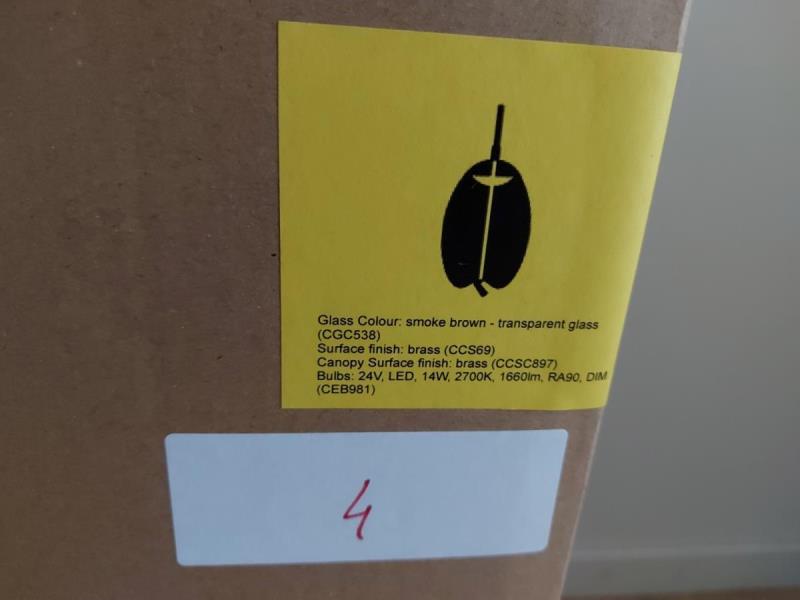 Glass Colour: smoke brown - transparent glass
(CGC538)
Surface finish: brass (CCS69)
Canopy Surface finish: brass (CCSC897)
Bulbs: 24V, LED, 14W, 2700K, 1660lm, RA90, DIM
(CEB981)
4